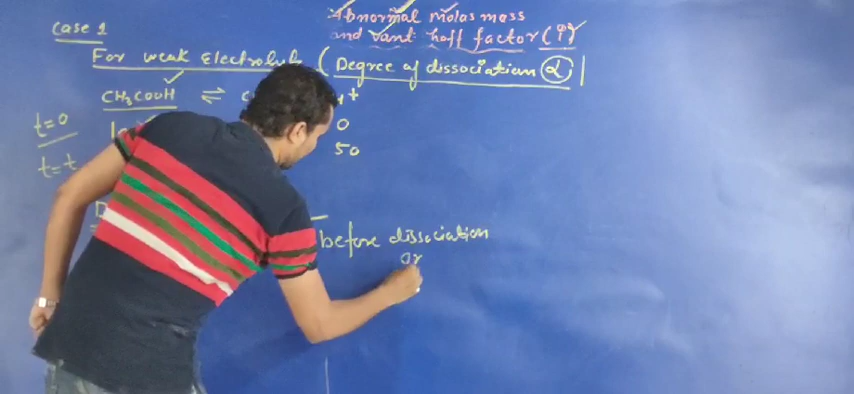 Case 1
Abnormal molas mass
and vant hoff factor (i)
For weak Electrolyte ( Degree of dissociation α )
CH3COOH ⇌ H+
t=0 0
t=t 50
before dissociation
or